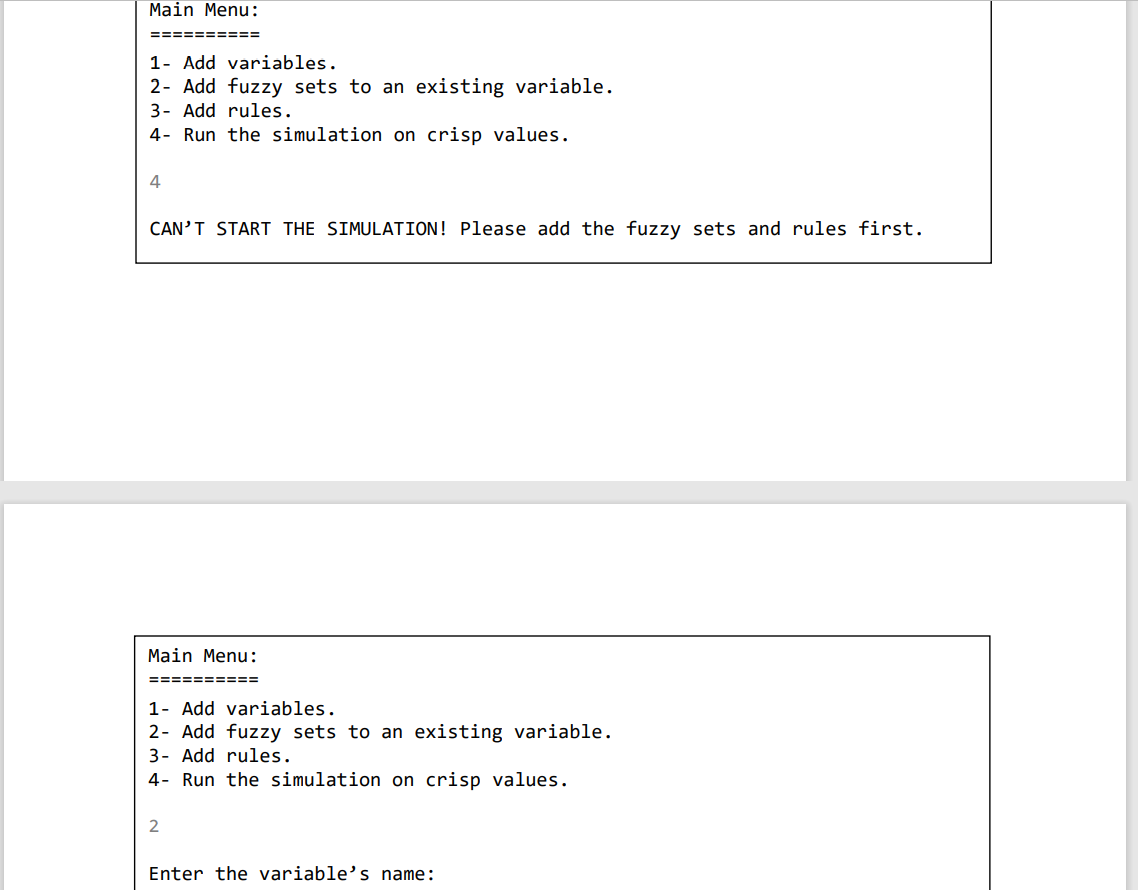 Main Menu:
==========
1- Add variables.
2- Add fuzzy sets to an existing variable.
3- Add rules.
4- Run the simulation on crisp values.
4
CAN’T START THE SIMULATION! Please add the fuzzy sets and rules first.
Main Menu:
==========
1- Add variables.
2- Add fuzzy sets to an existing variable.
3- Add rules.
4- Run the simulation on crisp values.
2
Enter the variable’s name: